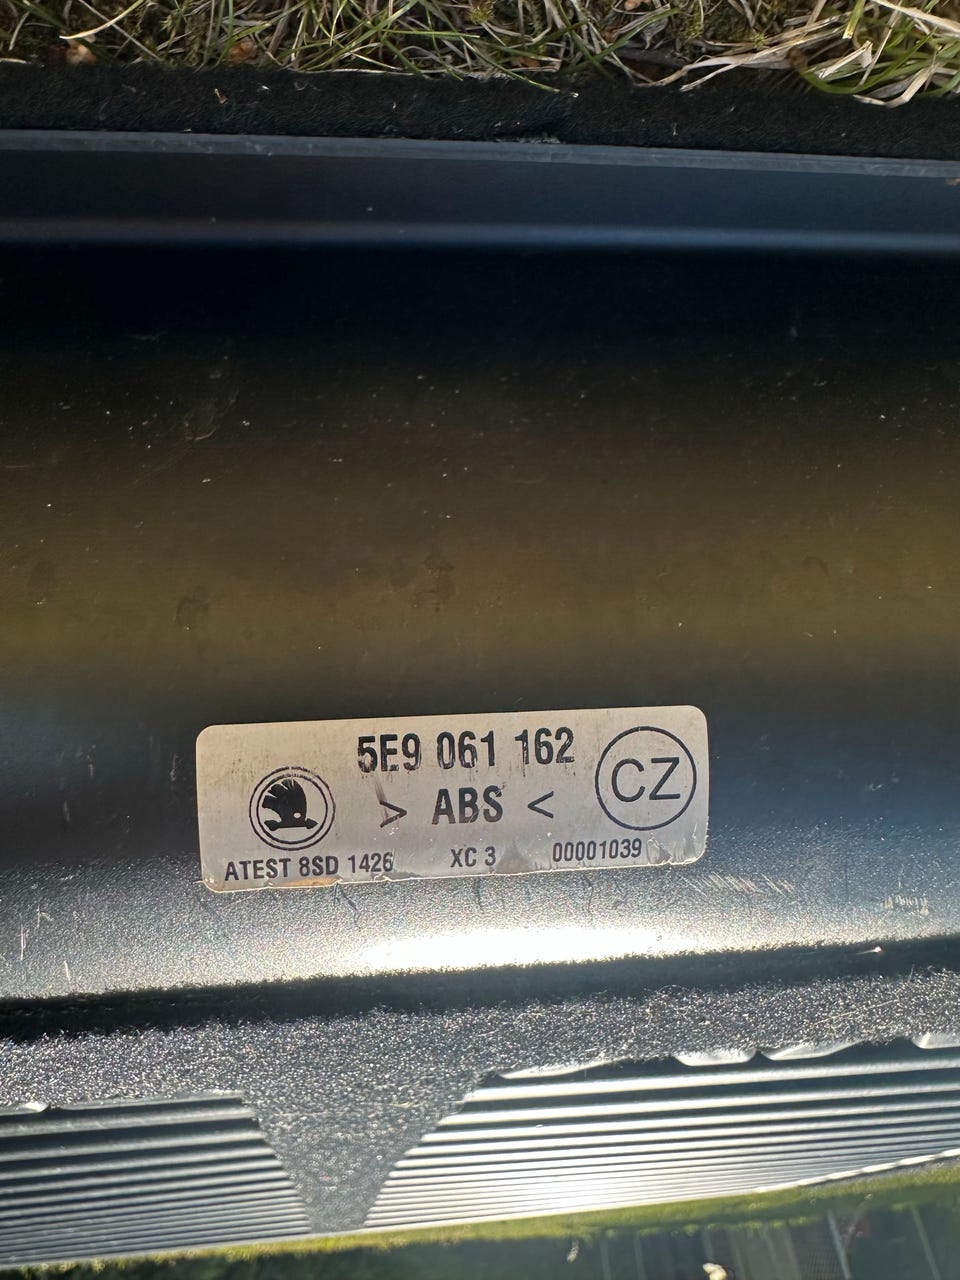 5E9 061 162
> ABS <
CZ
ATEST 8SD 1426 XC 3 00001039